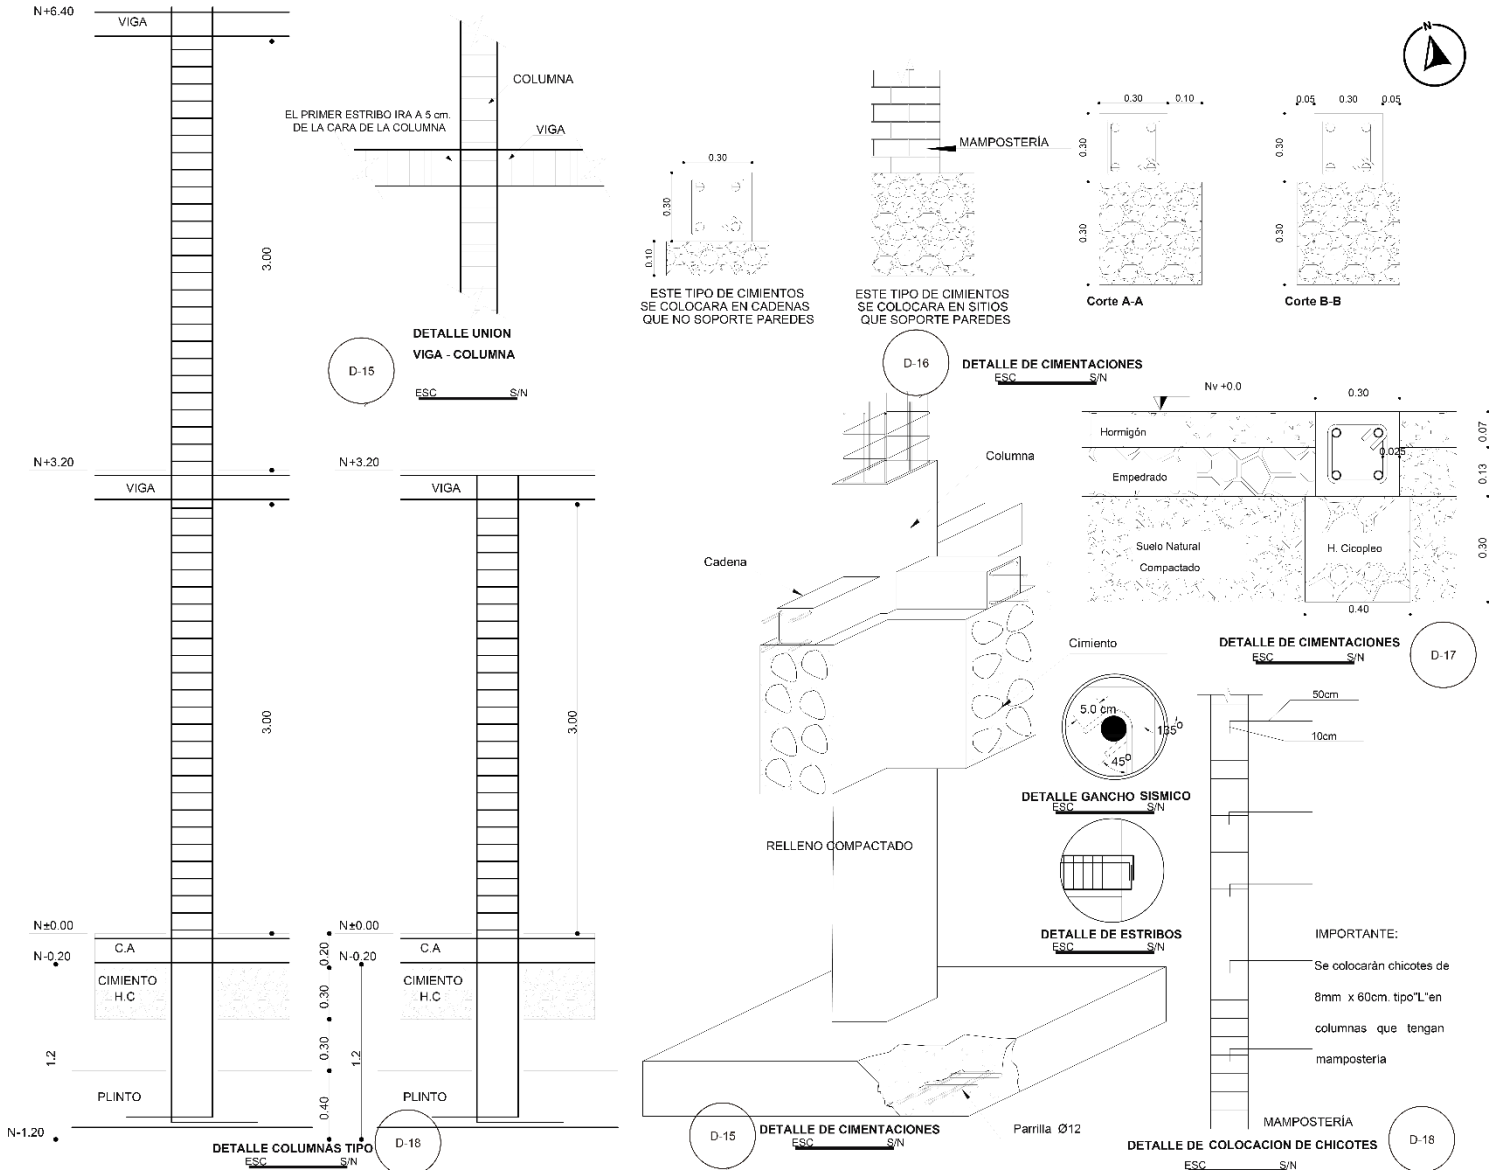 N+6.40
VIGA
3.00
N+3.20
VIGA
3.00
N±0.00
C.A
N-0.20
CIMIENTO
H.C
1.2
PLINTO
N-1.20
N+3.20
VIGA
3.00
N±0.00
C.A
0.20
N-0.20
CIMIENTO
H.C
0.30
0.30
1.2
0.40
PLINTO
DETALLE COLUMNAS TIPO
ESC S/N
D-18
COLUMNA
EL PRIMER ESTRIBO IRA A 5 cm.
DE LA CARA DE LA COLUMNA
VIGA
DETALLE UNION
VIGA - COLUMNA
D-15
ESC S/N
0.30
0.30
0.10
ESTE TIPO DE CIMIENTOS
SE COLOCARA EN CADENAS
QUE NO SOPORTE PAREDES
MAMPOSTERÍA
ESTE TIPO DE CIMIENTOS
SE COLOCARA EN SITIOS
QUE SOPORTE PAREDES
0.30 0.10
0.30
0.30
Corte A-A
0.05 0.30 0.05
0.30
0.30
Corte B-B
N
D-16
DETALLE DE CIMENTACIONES
ESC S/N
Columna
Cadena
Cimiento
RELLENO COMPACTADO
Parrilla Ø12
D-15
DETALLE DE CIMENTACIONES
ESC S/N
Nv +0.0
0.30
Hormigón
0.07
0.025
Empedrado
0.13
Suelo Natural
Compactado
H. Cicopleo
0.30
0.40
DETALLE DE CIMENTACIONES
ESC S/N
D-17
5.0 cm
135º
45º
DETALLE GANCHO SISMICO
ESC S/N
DETALLE DE ESTRIBOS
ESC S/N
50cm
10cm
IMPORTANTE:
Se colocaràn chicotes de
8mm x 60cm. tipo"L"en
columnas que tengan
mamposteria
MAMPOSTERÍA
DETALLE DE COLOCACION DE CHICOTES
ESC S/N
D-18